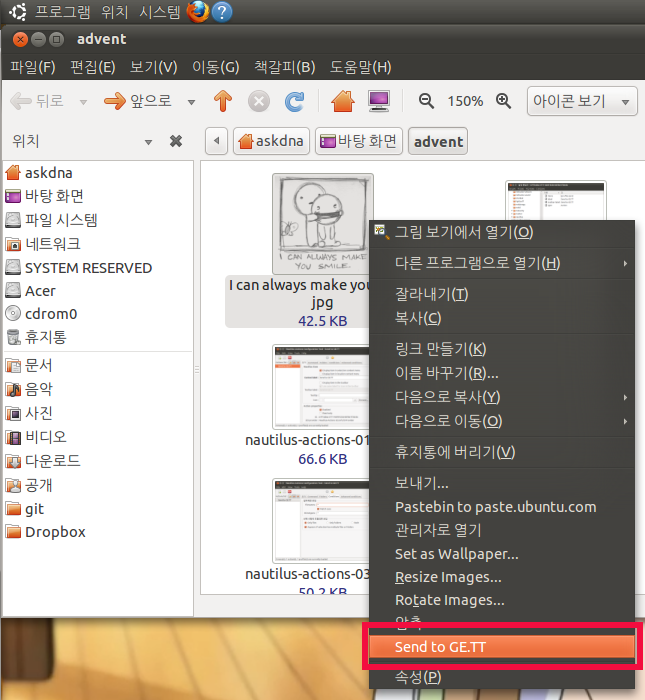 프로그램 위치 시스템
advent
파일(F) 편집(E) 보기(V) 이동(G) 책갈피(B) 도움말(H)
뒤로 앞으로 150% 아이콘 보기
위치 askdna 바탕 화면 advent
askdna
바탕 화면
파일 시스템
네트워크
SYSTEM RESERVED
Acer
cdrom0
휴지통
문서
음악
사진
비디오
다운로드
공개
git
Dropbox
I CAN ALWAYS MAKE YOU SMILE.
I can always make you
jpg
42.5 KB
nautilus-actions-01
66.6 KB
nautilus-actions-03
50.2 KB
그림 보기에서 열기(O)
다른 프로그램으로 열기(H)
잘라내기(T)
복사(C)
링크 만들기(K)
이름 바꾸기(R)...
다음으로 복사(Y)
다음으로 이동(O)
휴지통에 버리기(V)
보내기...
Pastebin to paste.ubuntu.com
관리자로 열기
Set as Wallpaper...
Resize Images...
Rotate Images...
압축
Send to GE.TT
속성(P)